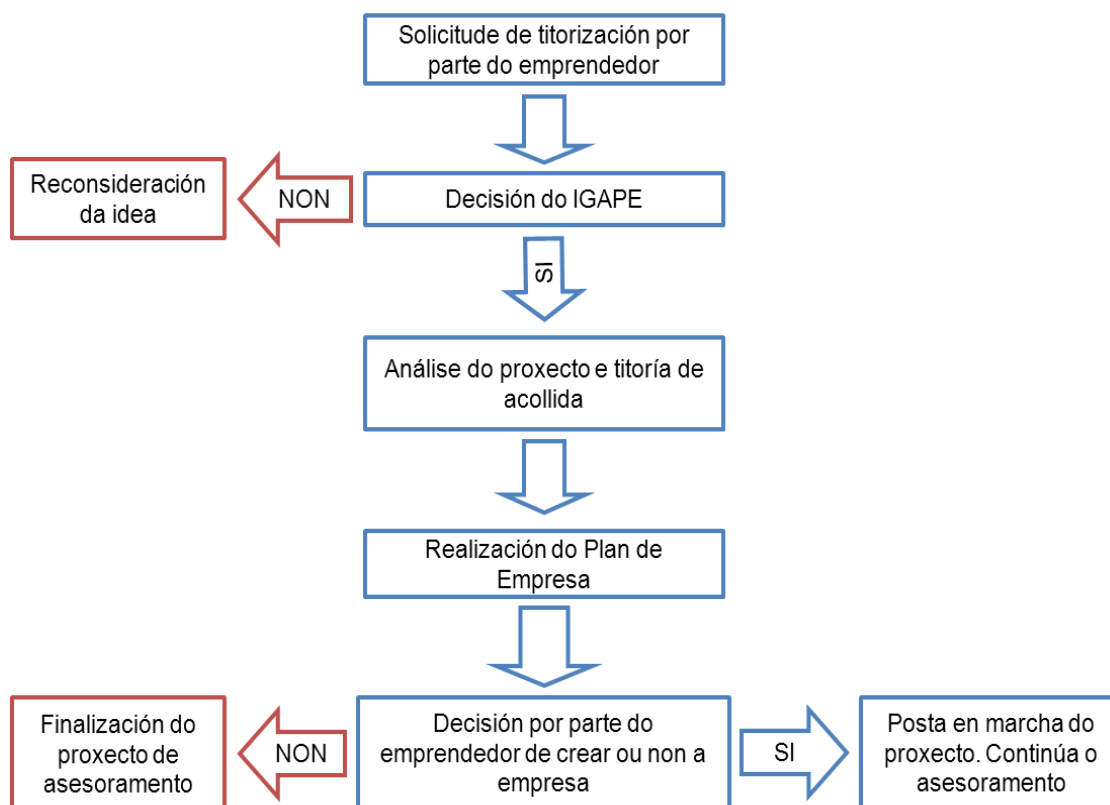 Solicitude de titorización por
parte do emprendedor
Reconsideración
da idea
NON
Decisión do IGAPE
SI
Análise do proxecto e titoría de
acollida
Realización do Plan de
Empresa
Finalización do
proxecto de
asesoramento
NON
Decisión por parte do
emprendedor de crear ou non a
empresa
SI
Posta en marcha do
proxecto. Continúa o
asesoramento